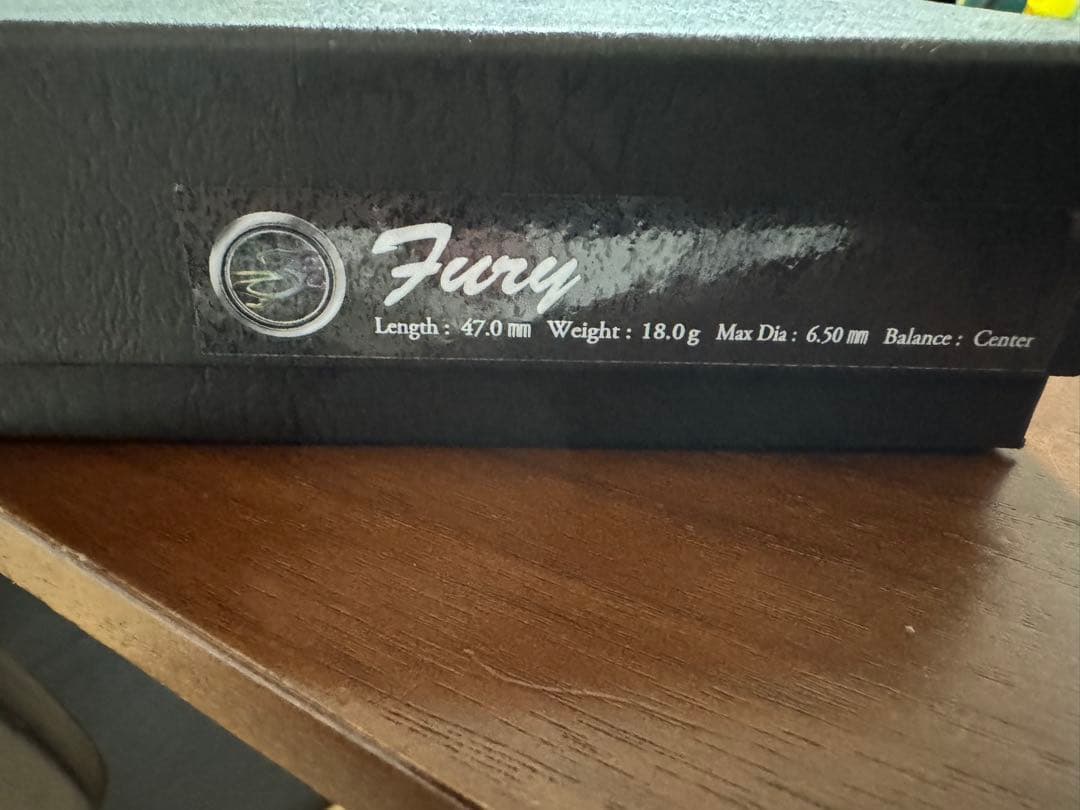 Fury
Length : 47.0 ㎜ Weight : 18.0 g Max Dia : 6.50 ㎜ Balance : Center